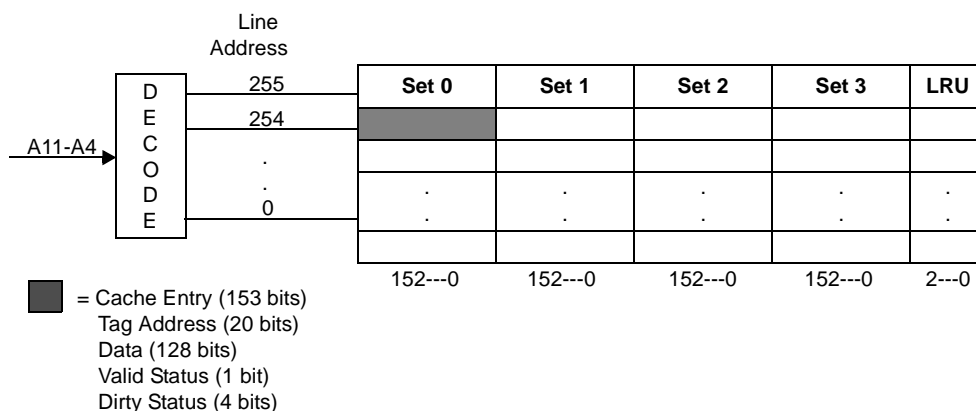 Line
Address
D
E
C
O
D
E
A11-A4
255
254
.
.
0
Set 0 Set 1 Set 2 Set 3 LRU
. . . . .
. . . . .
152---0 152---0 152---0 152---0 2---0
= Cache Entry (153 bits)
Tag Address (20 bits)
Data (128 bits)
Valid Status (1 bit)
Dirty Status (4 bits)